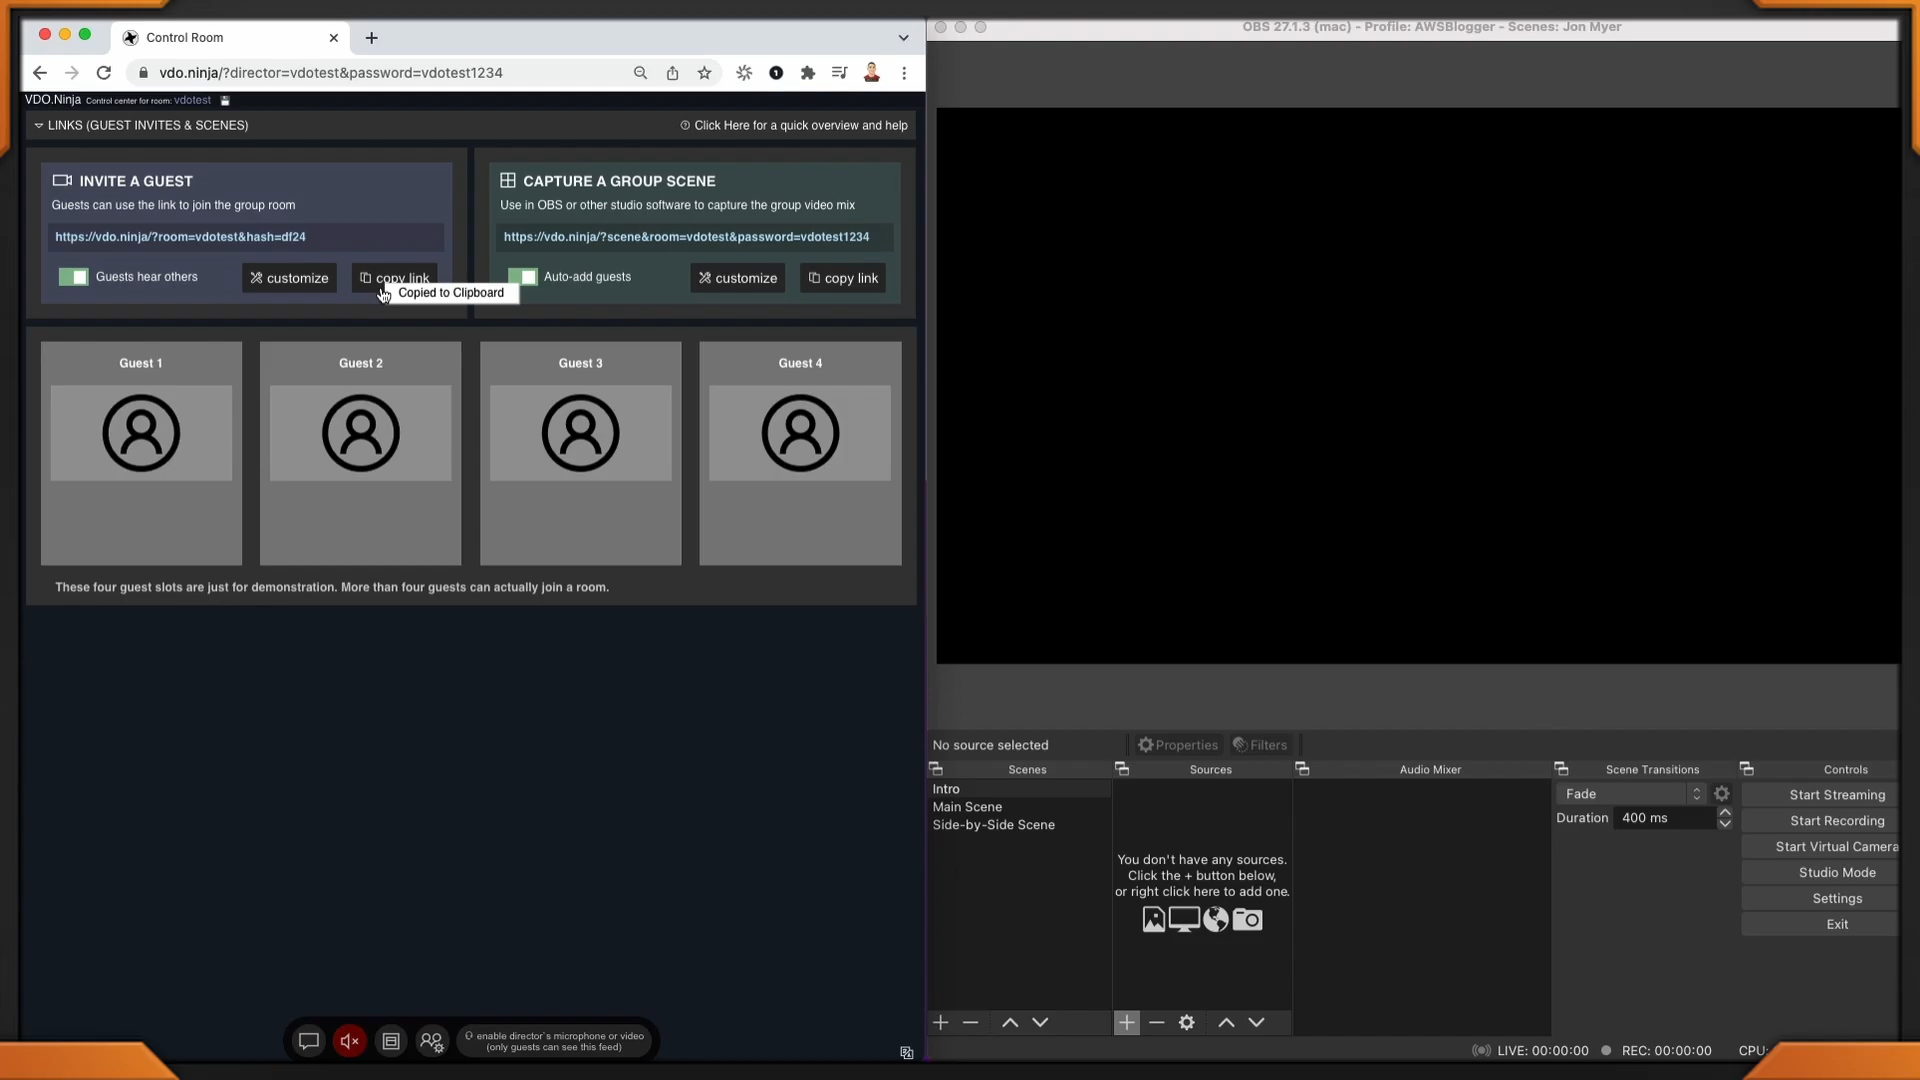 Control Room
OBS 27.1.3 (mac) - Profile: AWSBlogger - Scenes: Jon Myer
vdo.ninja/?director=vdotest&password=vdotest1234
VDO.Ninja Control center for room: vdotest
LINKS (GUEST INVITES & SCENES)
Click Here for a quick overview and help
INVITE A GUEST
Guests can use the link to join the group room
https://vdo.ninja/?room=vdotest&hash=df24
Guests hear others
customize
copy link
Copied to Clipboard
CAPTURE A GROUP SCENE
Use in OBS or other studio software to capture the group video mix
https://vdo.ninja/?scene&room=vdotest&password=vdotest1234
Auto-add guests
customize
copy link
Guest 1
Guest 2
Guest 3
Guest 4
These four guest slots are just for demonstration. More than four guests can actually join a room.
enable director's microphone or video
(only guests can see this feed)
No source selected
Properties
Filters
Scenes
Intro
Main Scene
Side-by-Side Scene
Sources
You don't have any sources.
Click the + button below,
or right click here to add one.
Audio Mixer
Scene Transitions
Fade
Duration 400 ms
Controls
Start Streaming
Start Recording
Start Virtual Camera
Studio Mode
Settings
Exit
LIVE: 00:00:00
REC: 00:00:00
CPU: